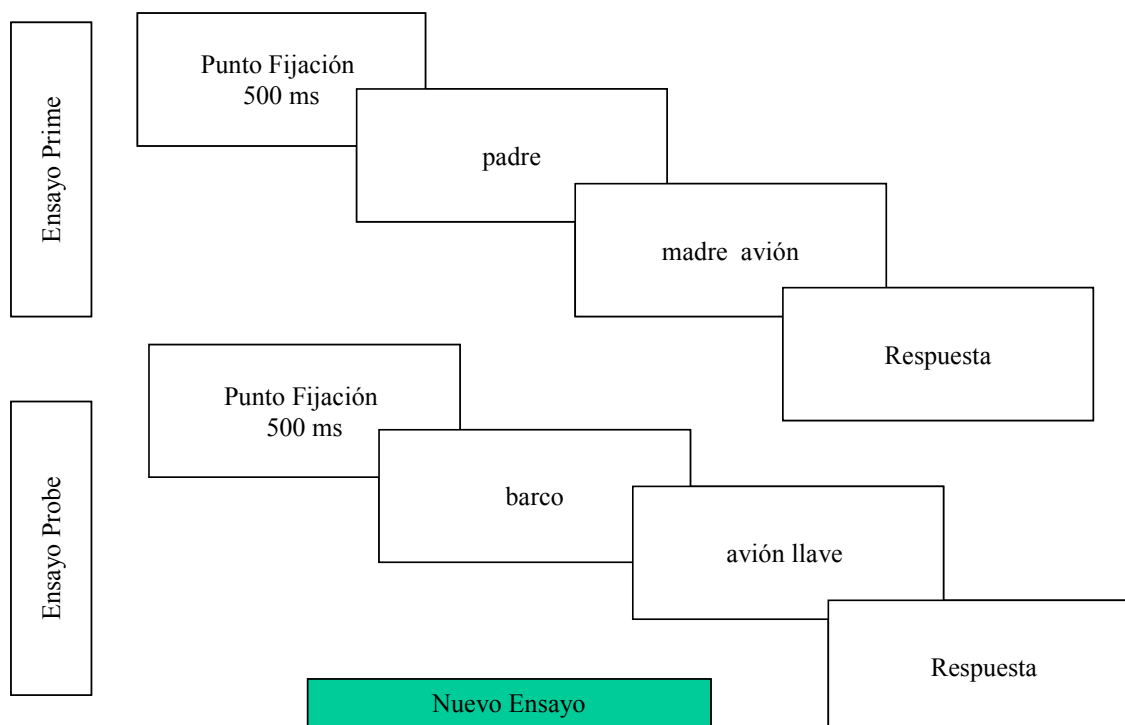 Ensayo Prime
Punto Fijación
500 ms
padre
madre avión
Respuesta
Ensayo Probe
Punto Fijación
500 ms
barco
avión llave
Respuesta
Nuevo Ensayo